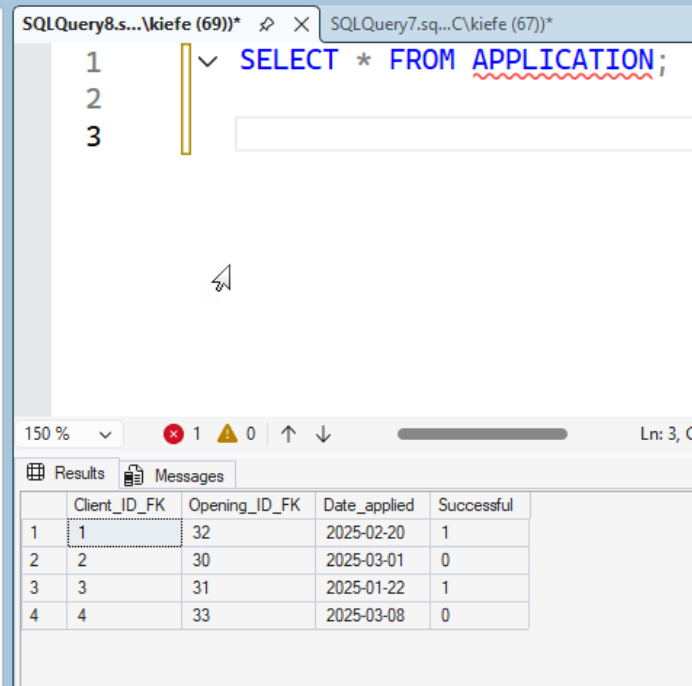 SQLQuery8.s...\kiefe (69))* SQLQuery7.sq...C\kiefe (67))*
1 SELECT * FROM APPLICATION;
2
3
150 % 1 0 Ln: 3,
Results Messages
Client_ID_FK Opening_ID_FK Date_applied Successful
1 1 32 2025-02-20 1
2 2 30 2025-03-01 0
3 3 31 2025-01-22 1
4 4 33 2025-03-08 0